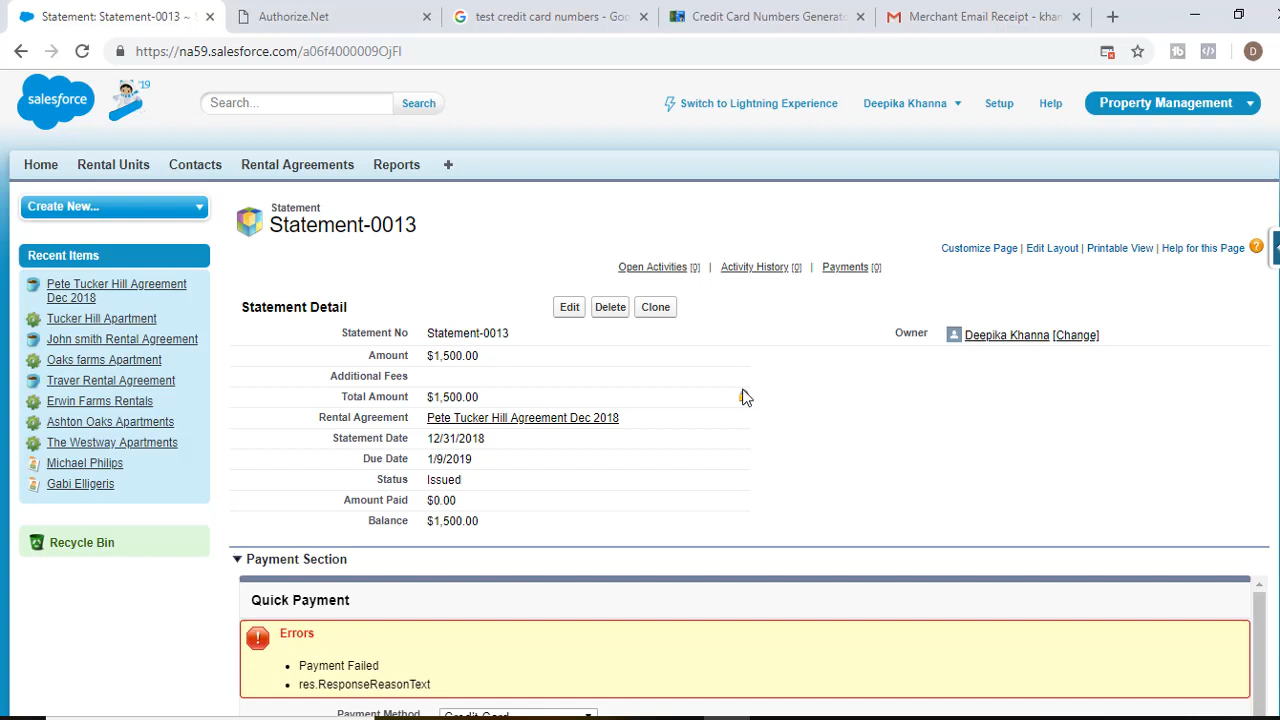 Statement: Statement-0013 ~
Authorize.Net
test credit card numbers - Goo
Credit Card Numbers Generato
Merchant Email Receipt - khan
https://na59.salesforce.com/a06f4000009OjFI
D
salesforce
'19
Search...
Search
Switch to Lightning Experience
Deepika Khanna
Setup
Help
Property Management
Home
Rental Units
Contacts
Rental Agreements
Reports
Create New...
Recent Items
Pete Tucker Hill Agreement
Dec 2018
Tucker Hill Apartment
John smith Rental Agreement
Oaks farms Apartment
Traver Rental Agreement
Erwin Farms Rentals
Ashton Oaks Apartments
The Westway Apartments
Michael Philips
Gabi Elligeris
Recycle Bin
Statement
Statement-0013
Customize Page | Edit Layout | Printable View | Help for this Page
Open Activities [0] | Activity History [0] | Payments [0]
Statement Detail
Edit
Delete
Clone
Statement No Statement-0013
Owner Deepika Khanna [Change]
Amount $1,500.00
Additional Fees
Total Amount $1,500.00
Rental Agreement Pete Tucker Hill Agreement Dec 2018
Statement Date 12/31/2018
Due Date 1/9/2019
Status Issued
Amount Paid $0.00
Balance $1,500.00
Payment Section
Quick Payment
Errors
• Payment Failed
• res.ResponseReasonText
Payment Method Credit Card